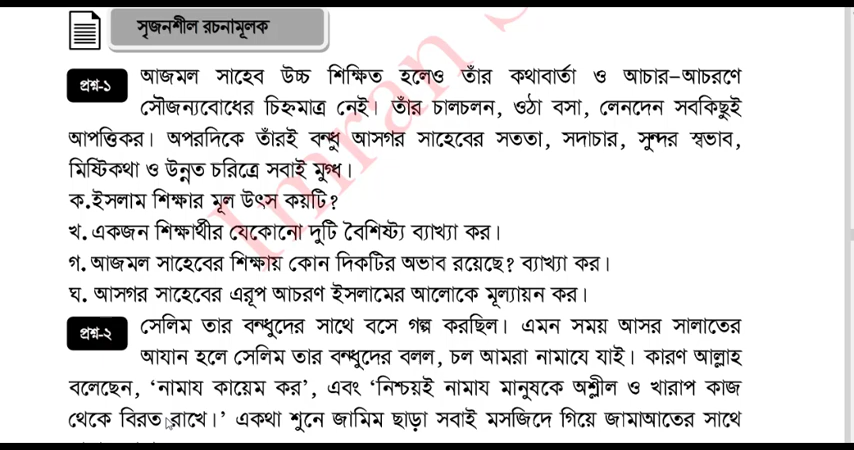 সৃজনশীল রচনামূলক
প্রশ্ন-১ আজমল সাহেব উচ্চ শিক্ষিত হলেও তাঁর কথাবার্তা ও আচার-আচরণে
সৌজন্যবোধের চিহ্নমাত্র নেই। তাঁর চালচলন, ওঠা বসা, লেনদেন সবকিছুই
আপত্তিকর। অপরদিকে তাঁরই বন্ধু আসগর সাহেবের সততা, সদাচার, সুন্দর স্বভাব,
মিষ্টিকথা ও উন্নত চরিত্রে সবাই মুগ্ধ।
ক.ইসলাম শিক্ষার মূল উৎস কয়টি?
খ. একজন শিক্ষার্থীর যেকোনো দুটি বৈশিষ্ট্য ব্যাখ্যা কর।
গ. আজমল সাহেবের শিক্ষায় কোন দিকটির অভাব রয়েছে? ব্যাখ্যা কর।
ঘ. আসগর সাহেবের এরূপ আচরণ ইসলামের আলোকে মূল্যায়ন কর।
প্রশ্ন-২ সেলিম তার বন্ধুদের সাথে বসে গল্প করছিল। এমন সময় আসর সালাতের
আযান হলে সেলিম তার বন্ধুদের বলল, চল আমরা নামাযে যাই। কারণ আল্লাহ
বলেছেন, ‘নামায কায়েম কর’, এবং ‘নিশ্চয়ই নামায মানুষকে অশ্লীল ও খারাপ কাজ
থেকে বিরত রাখে।’ একথা শুনে জামিম ছাড়া সবাই মসজিদে গিয়ে জামাআতের সাথে
Imran S